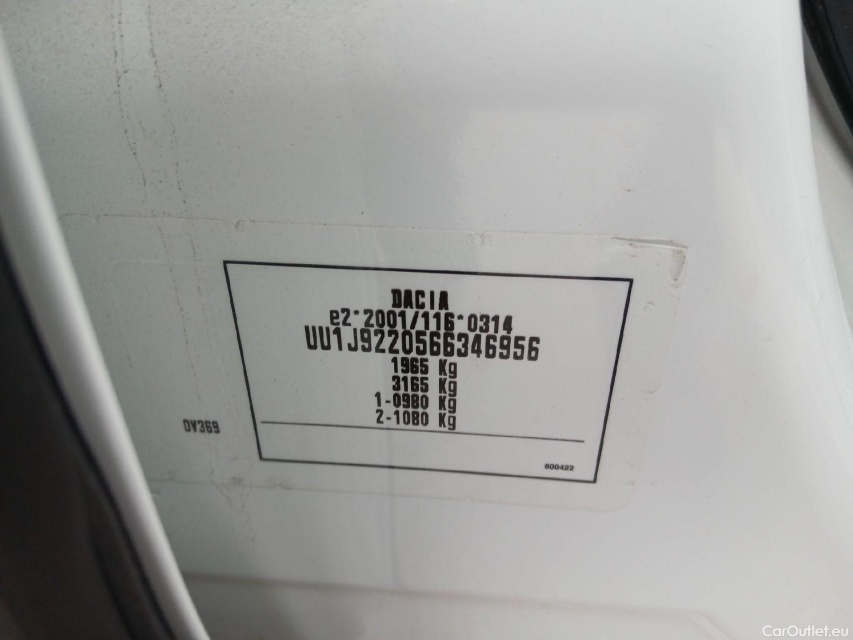 DACIA
e2*2001/116*0314
UU1J9220566346956
1965 Kg
3165 Kg
1-0980 Kg
2-1080 Kg
OV369
600422
CarOutlet.eu